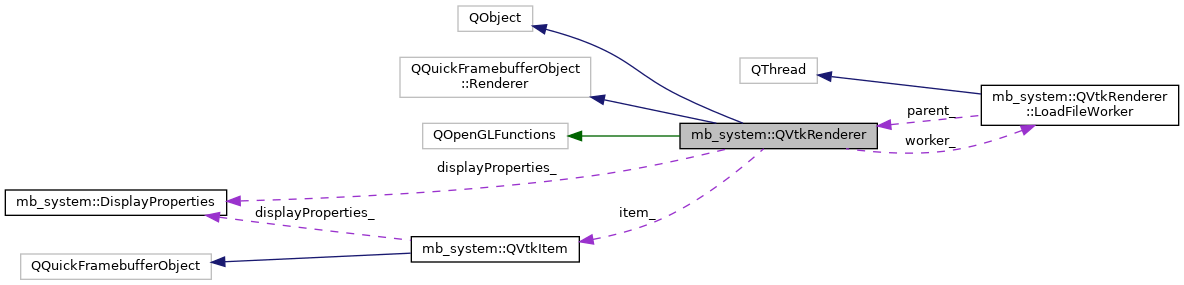 QObject
QQuickFramebufferObject
::Renderer
QThread
mb_system::QVtkRenderer
::LoadFileWorker
parent_
QOpenGLFunctions
mb_system::QVtkRenderer
worker_
displayProperties_
mb_system::DisplayProperties
displayProperties_
item_
mb_system::QVtkItem
QQuickFramebufferObject